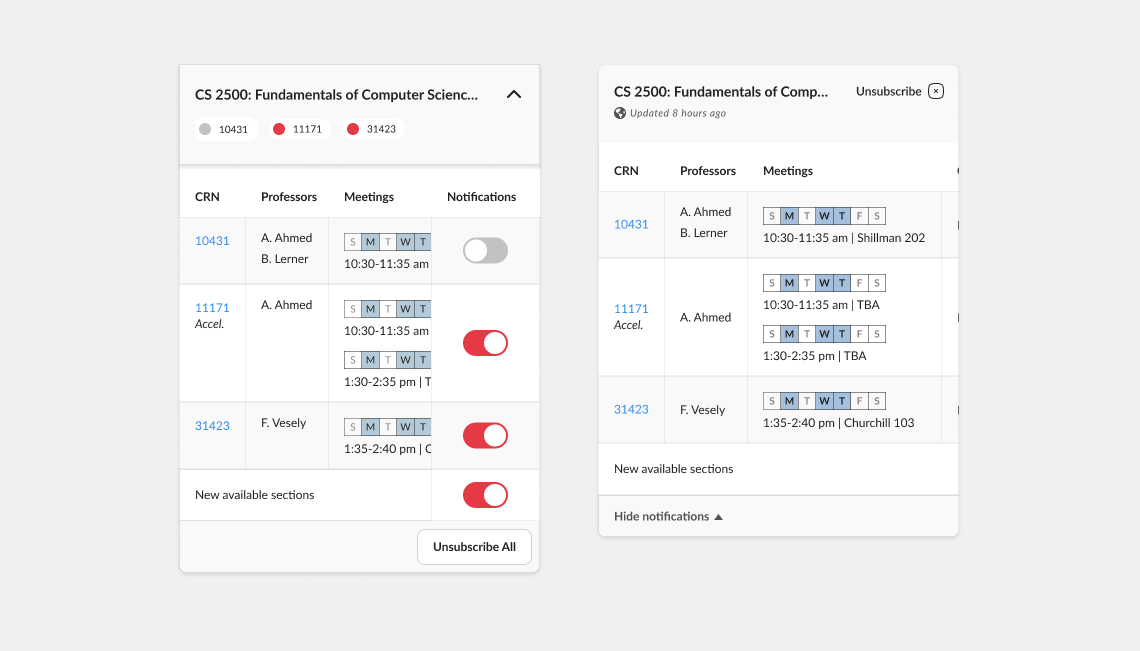 CS 2500: Fundamentals of Computer Scienc...
10431 11171 31423
CRN Professors Meetings Notifications
10431 A. Ahmed S M T W T
B. Lerner 10:30-11:35 am
11171 A. Ahmed S M T W T
Accel. 10:30-11:35 am
S M T W T
1:30-2:35 pm | T
31423 F. Vesely S M T W T
1:35-2:40 pm | C
New available sections
Unsubscribe All
CS 2500: Fundamentals of Comp... Unsubscribe
Updated 8 hours ago
CRN Professors Meetings
10431 A. Ahmed S M T W T F S
B. Lerner 10:30-11:35 am | Shillman 202
11171 A. Ahmed S M T W T F S
Accel. 10:30-11:35 am | TBA
S M T W T F S
1:30-2:35 pm | TBA
31423 F. Vesely S M T W T F S
1:35-2:40 pm | Churchill 103
New available sections
Hide notifications